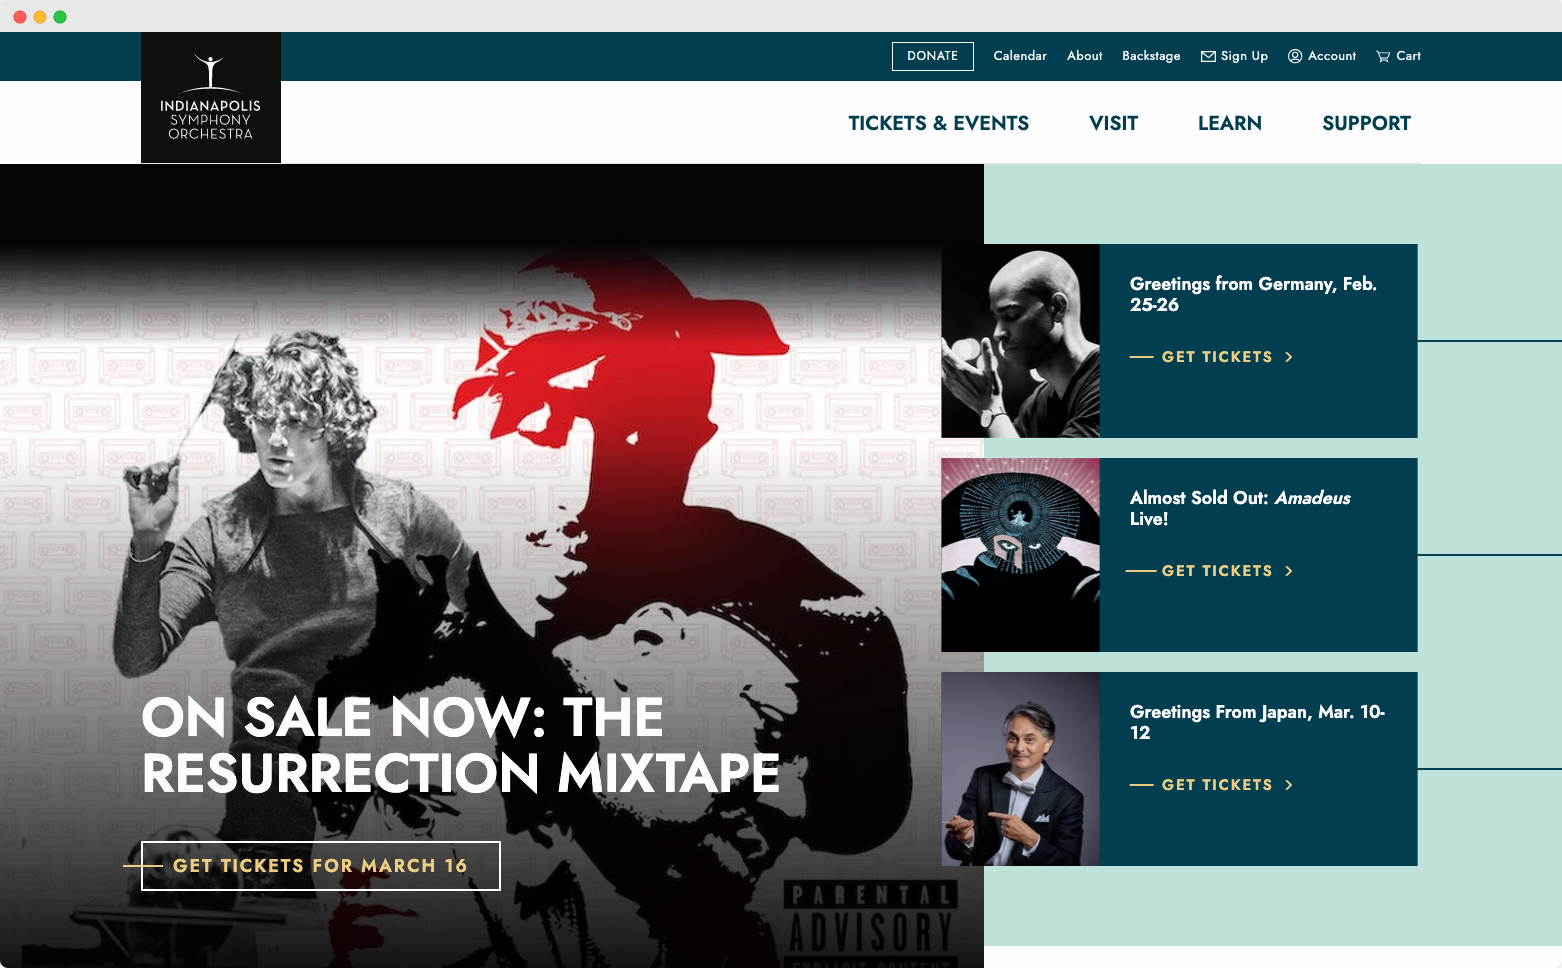 INDIANAPOLIS
SYMPHONY
ORCHESTRA
DONATE
Calendar
About
Backstage
Sign Up
Account
Cart
TICKETS & EVENTS
VISIT
LEARN
SUPPORT
ON SALE NOW: THE
RESURRECTION MIXTAPE
GET TICKETS FOR MARCH 16
PARENTAL
ADVISORY
EXPLICIT CONTENT
Greetings from Germany, Feb.
25-26
GET TICKETS
Almost Sold Out: Amadeus
Live!
GET TICKETS
Greetings From Japan, Mar. 10-
12
GET TICKETS